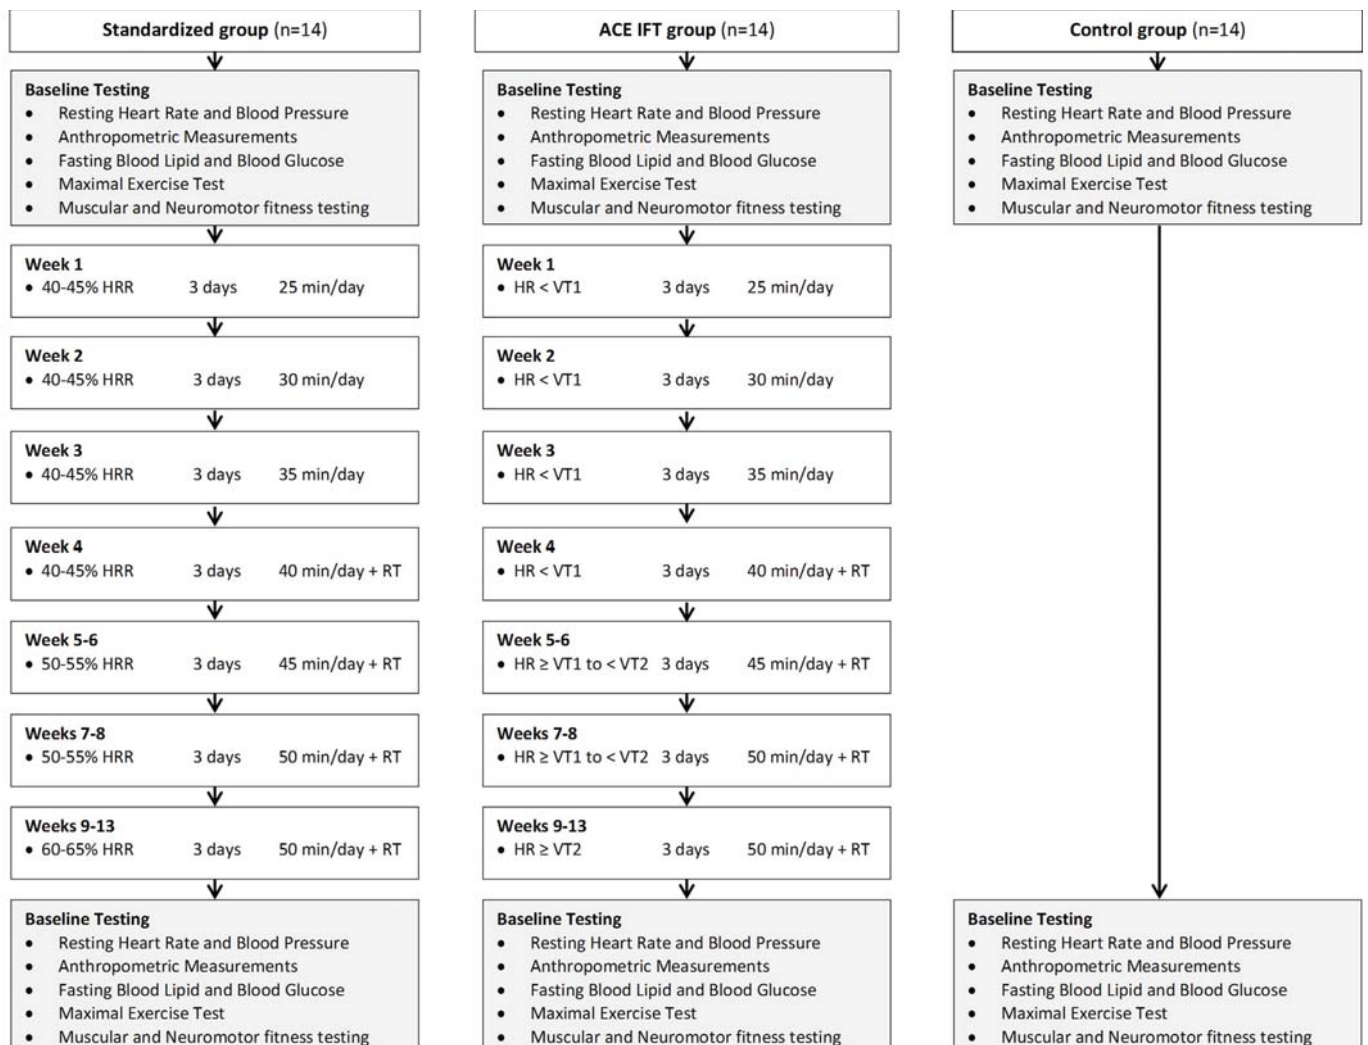 Standardized group (n=14)
Baseline Testing
• Resting Heart Rate and Blood Pressure
• Anthropometric Measurements
• Fasting Blood Lipid and Blood Glucose
• Maximal Exercise Test
• Muscular and Neuromotor fitness testing
Week 1
• 40-45% HRR 3 days 25 min/day
Week 2
• 40-45% HRR 3 days 30 min/day
Week 3
• 40-45% HRR 3 days 35 min/day
Week 4
• 40-45% HRR 3 days 40 min/day + RT
Week 5-6
• 50-55% HRR 3 days 45 min/day + RT
Weeks 7-8
• 50-55% HRR 3 days 50 min/day + RT
Weeks 9-13
• 60-65% HRR 3 days 50 min/day + RT
Baseline Testing
• Resting Heart Rate and Blood Pressure
• Anthropometric Measurements
• Fasting Blood Lipid and Blood Glucose
• Maximal Exercise Test
• Muscular and Neuromotor fitness testing
ACE IFT group (n=14)
Baseline Testing
• Resting Heart Rate and Blood Pressure
• Anthropometric Measurements
• Fasting Blood Lipid and Blood Glucose
• Maximal Exercise Test
• Muscular and Neuromotor fitness testing
Week 1
• HR < VT1 3 days 25 min/day
Week 2
• HR < VT1 3 days 30 min/day
Week 3
• HR < VT1 3 days 35 min/day
Week 4
• HR < VT1 3 days 40 min/day + RT
Week 5-6
• HR ≥ VT1 to < VT2 3 days 45 min/day + RT
Weeks 7-8
• HR ≥ VT1 to < VT2 3 days 50 min/day + RT
Weeks 9-13
• HR ≥ VT2 3 days 50 min/day + RT
Baseline Testing
• Resting Heart Rate and Blood Pressure
• Anthropometric Measurements
• Fasting Blood Lipid and Blood Glucose
• Maximal Exercise Test
• Muscular and Neuromotor fitness testing
Control group (n=14)
Baseline Testing
• Resting Heart Rate and Blood Pressure
• Anthropometric Measurements
• Fasting Blood Lipid and Blood Glucose
• Maximal Exercise Test
• Muscular and Neuromotor fitness testing
Baseline Testing
• Resting Heart Rate and Blood Pressure
• Anthropometric Measurements
• Fasting Blood Lipid and Blood Glucose
• Maximal Exercise Test
• Muscular and Neuromotor fitness testing